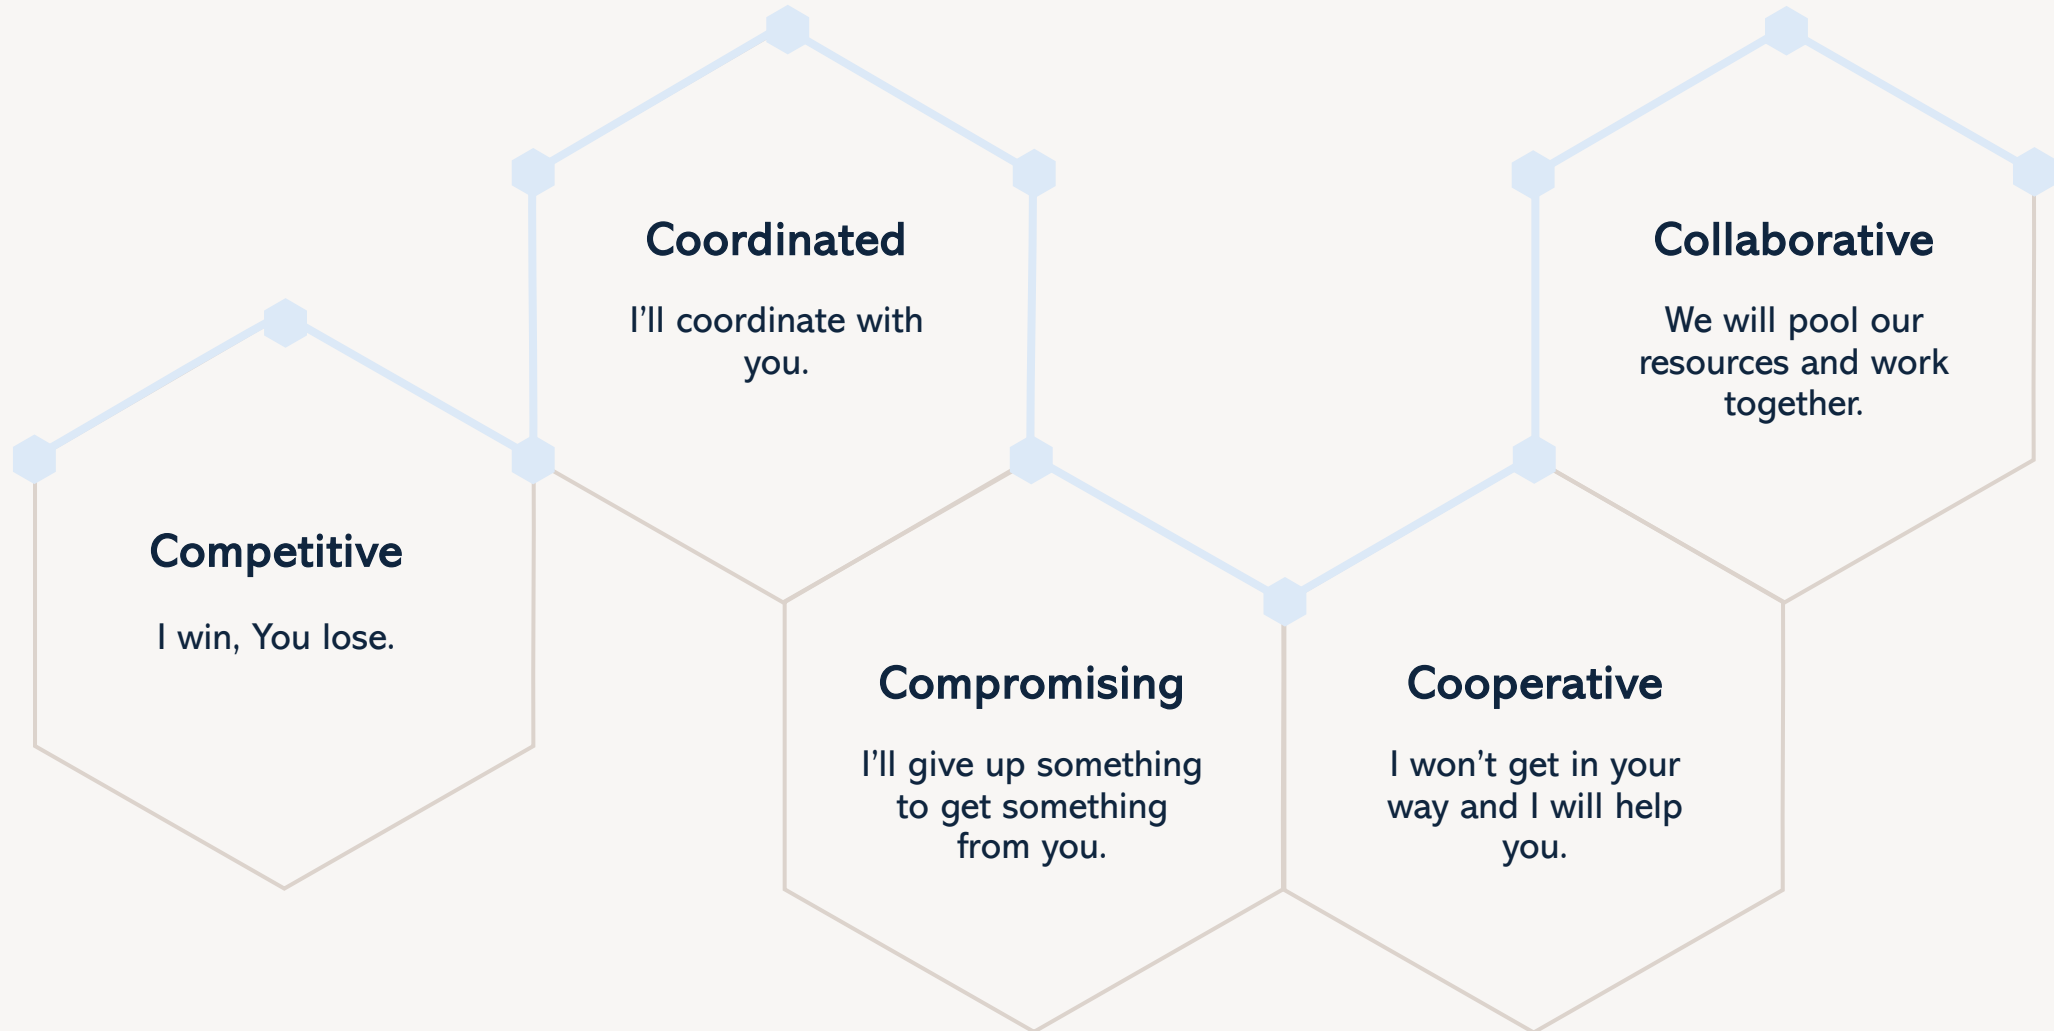 Competitive
I win, You lose.
Coordinated
I’ll coordinate with
you.
Compromising
I’ll give up something
to get something
from you.
Cooperative
I won’t get in your
way and I will help
you.
Collaborative
We will pool our
resources and work
together.